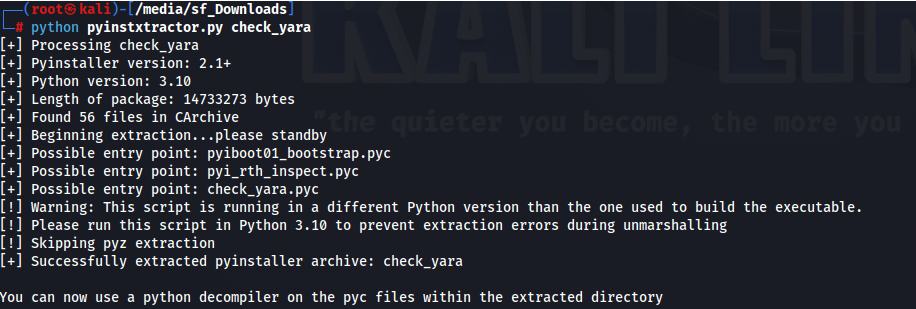 ┌──(root㉿kali)-[/media/sf_Downloads]
└─# python pyinstxtractor.py check_yara
[+] Processing check_yara
[+] Pyinstaller version: 2.1+
[+] Python version: 3.10
[+] Length of package: 14733273 bytes
[+] Found 56 files in CArchive
[+] Beginning extraction...please standby
[+] Possible entry point: pyiboot01_bootstrap.pyc
[+] Possible entry point: pyi_rth_inspect.pyc
[+] Possible entry point: check_yara.pyc
[!] Warning: This script is running in a different Python version than the one used to build the executable.
[!] Please run this script in Python 3.10 to prevent extraction errors during unmarshalling
[!] Skipping pyz extraction
[+] Successfully extracted pyinstaller archive: check_yara
You can now use a python decompiler on the pyc files within the extracted directory
KALI
"the quieter you become, the more you